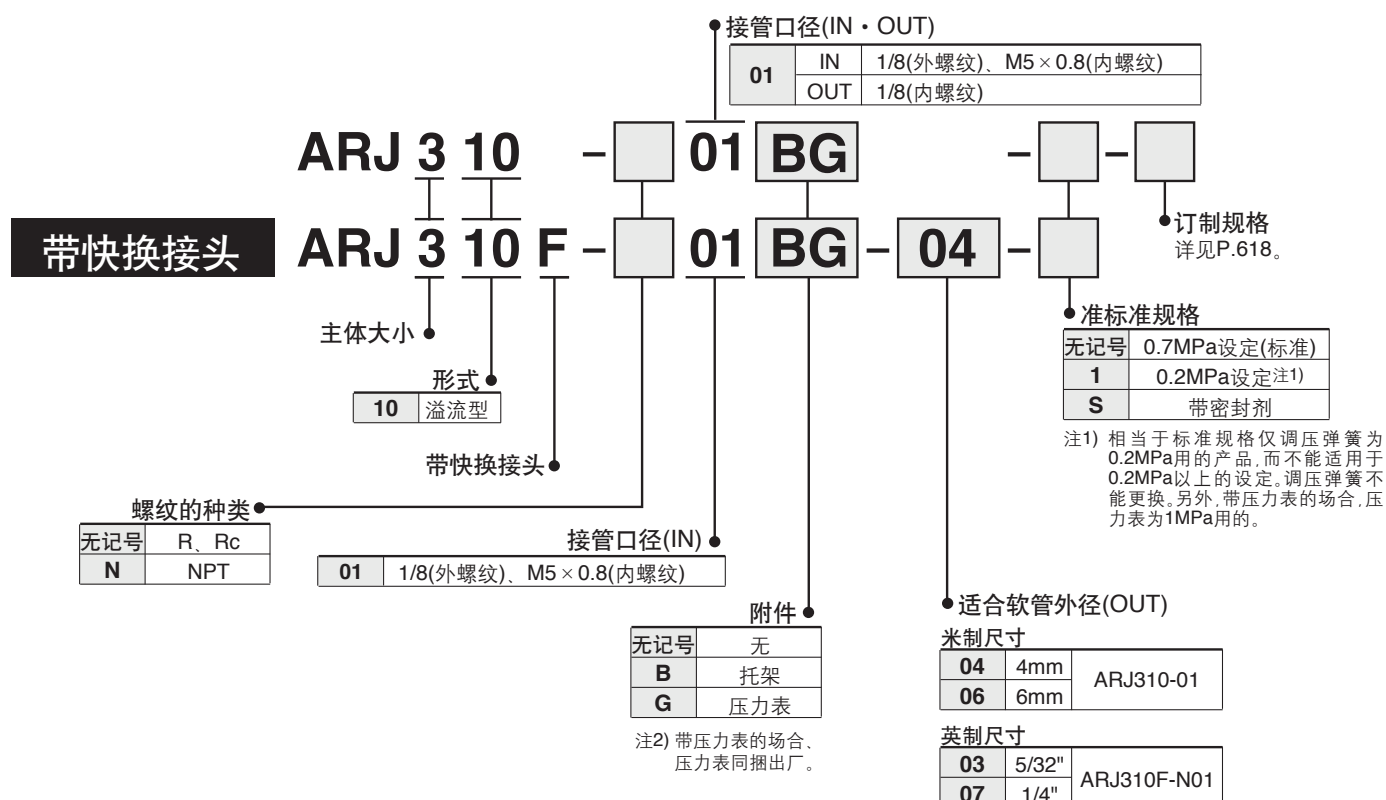 接管口径(IN・OUT)
01 IN 1/8(外螺纹)、M5×0.8(内螺纹)
OUT 1/8(内螺纹)
ARJ 3 10 - 01 BG - -
带快换接头 ARJ 3 10 F - 01 BG - 04 -
订制规格
详见P.618。
主体大小
形式
10 溢流型
带快换接头
螺纹的种类
无记号 R、Rc
N NPT
接管口径(IN)
01 1/8(外螺纹)、M5×0.8(内螺纹)
附件
无记号 无
B 托架
G 压力表
注2) 带压力表的场合、
压力表同捆出厂。
准标准规格
无记号 0.7MPa设定(标准)
1 0.2MPa设定注1)
S 带密封剂
注1) 相当于标准规格仅调压弹簧为
0.2MPa用的产品,而不能适用于
0.2MPa以上的设定。调压弹簧不
能更换。另外,带压力表的场合,压
力表为1MPa用的。
适合软管外径(OUT)
米制尺寸
04 4mm ARJ310-01
06 6mm
英制尺寸
03 5/32" ARJ310F-N01
07 1/4"